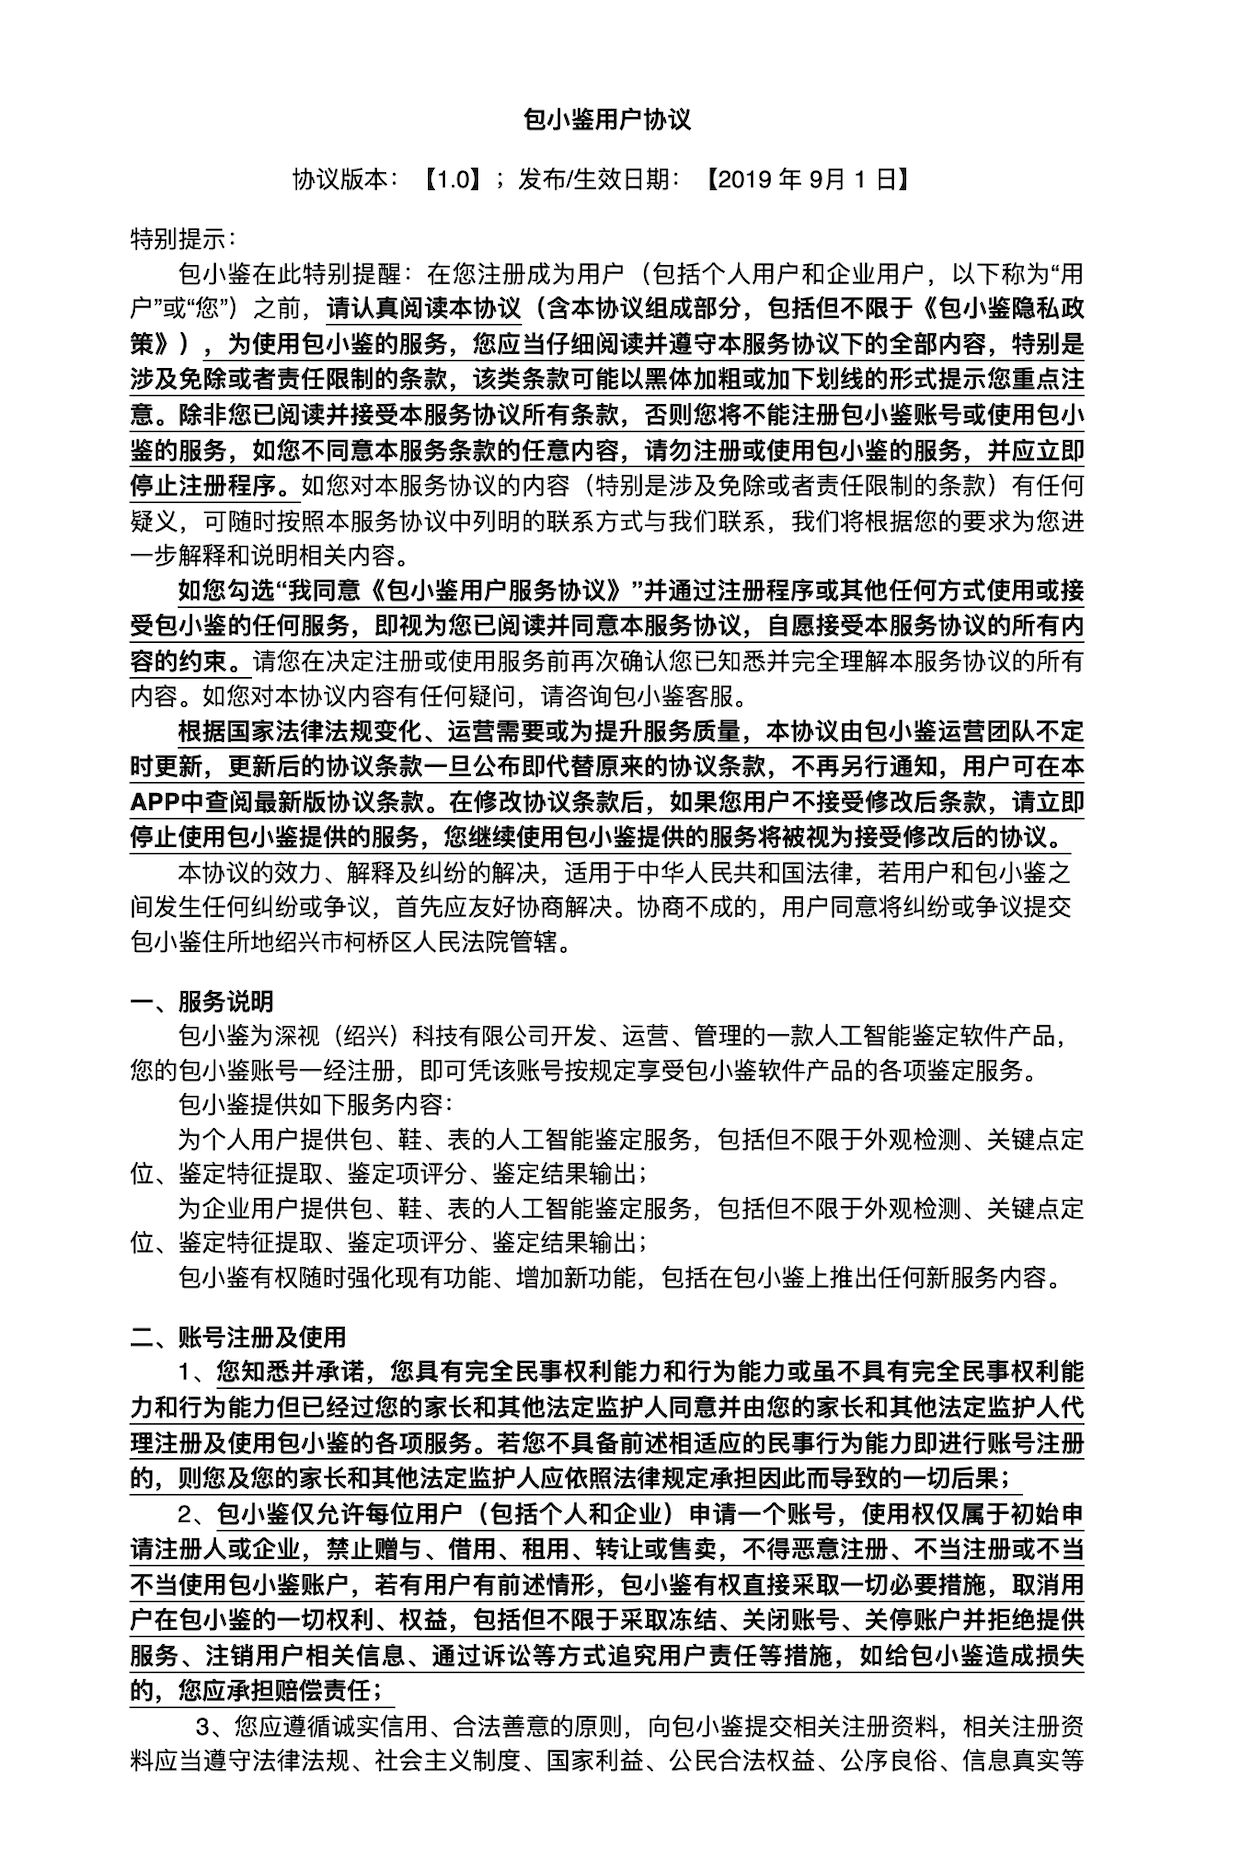 包小鉴用户协议
协议版本：【1.0】；发布/生效日期：【2019 年 9月 1 日】
特别提示：
包小鉴在此特别提醒：在您注册成为用户（包括个人用户和企业用户，以下称为“用
户”或“您”）之前，请认真阅读本协议（含本协议组成部分，包括但不限于《包小鉴隐私政
策》），为使用包小鉴的服务，您应当仔细阅读并遵守本服务协议下的全部内容，特别是
涉及免除或者责任限制的条款，该类条款可能以黑体加粗或加下划线的形式提示您重点注
意。除非您已阅读并接受本服务协议所有条款，否则您将不能注册包小鉴账号或使用包小
鉴的服务，如您不同意本服务条款的任意内容，请勿注册或使用包小鉴的服务，并应立即
停止注册程序。如您对本服务协议的内容（特别是涉及免除或者责任限制的条款）有任何
疑义，可随时按照本服务协议中列明的联系方式与我们联系，我们将根据您的要求为您进
一步解释和说明相关内容。
如您勾选“我同意《包小鉴用户服务协议》”并通过注册程序或其他任何方式使用或接
受包小鉴的任何服务，即视为您已阅读并同意本服务协议，自愿接受本服务协议的所有内
容的约束。请您在决定注册或使用服务前再次确认您已知悉并完全理解本服务协议的所有
内容。如您对本协议内容有任何疑问，请咨询包小鉴客服。
根据国家法律法规变化、运营需要或为提升服务质量，本协议由包小鉴运营团队不定
时更新，更新后的协议条款一旦公布即代替原来的协议条款，不再另行通知，用户可在本
APP中查阅最新版协议条款。在修改协议条款后，如果您用户不接受修改后条款，请立即
停止使用包小鉴提供的服务，您继续使用包小鉴提供的服务将被视为接受修改后的协议。
本协议的效力、解释及纠纷的解决，适用于中华人民共和国法律，若用户和包小鉴之
间发生任何纠纷或争议，首先应友好协商解决。协商不成的，用户同意将纠纷或争议提交
包小鉴住所地绍兴市柯桥区人民法院管辖。
一、服务说明
包小鉴为深视（绍兴）科技有限公司开发、运营、管理的一款人工智能鉴定软件产品，
您的包小鉴账号一经注册，即可凭该账号按规定享受包小鉴软件产品的各项鉴定服务。
包小鉴提供如下服务内容：
为个人用户提供包、鞋、表的人工智能鉴定服务，包括但不限于外观检测、关键点定
位、鉴定特征提取、鉴定项评分、鉴定结果输出；
为企业用户提供包、鞋、表的人工智能鉴定服务，包括但不限于外观检测、关键点定
位、鉴定特征提取、鉴定项评分、鉴定结果输出；
包小鉴有权随时强化现有功能、增加新功能，包括在包小鉴上推出任何新服务内容。
二、账号注册及使用
1、您知悉并承诺，您具有完全民事权利能力和行为能力或虽不具有完全民事权利能
力和行为能力但已经过您的家长和其他法定监护人同意并由您的家长和其他法定监护人代
理注册及使用包小鉴的各项服务。若您不具备前述相适应的民事行为能力即进行账号注册
的，则您及您的家长和其他法定监护人应依照法律规定承担因此而导致的一切后果；
2、包小鉴仅允许每位用户（包括个人和企业）申请一个账号，使用权仅属于初始申
请注册人或企业，禁止赠与、借用、租用、转让或售卖，不得恶意注册、不当注册或不当
不当使用包小鉴账户，若有用户有前述情形，包小鉴有权直接采取一切必要措施，取消用
户在包小鉴的一切权利、权益，包括但不限于采取冻结、关闭账号、关停账户并拒绝提供
服务、注销用户相关信息、通过诉讼等方式追究用户责任等措施，如给包小鉴造成损失
的，您应承担赔偿责任；
3、您应遵循诚实信用、合法善意的原则，向包小鉴提交相关注册资料，相关注册资
料应当遵守法律法规、社会主义制度、国家利益、公民合法权益、公序良俗、信息真实等